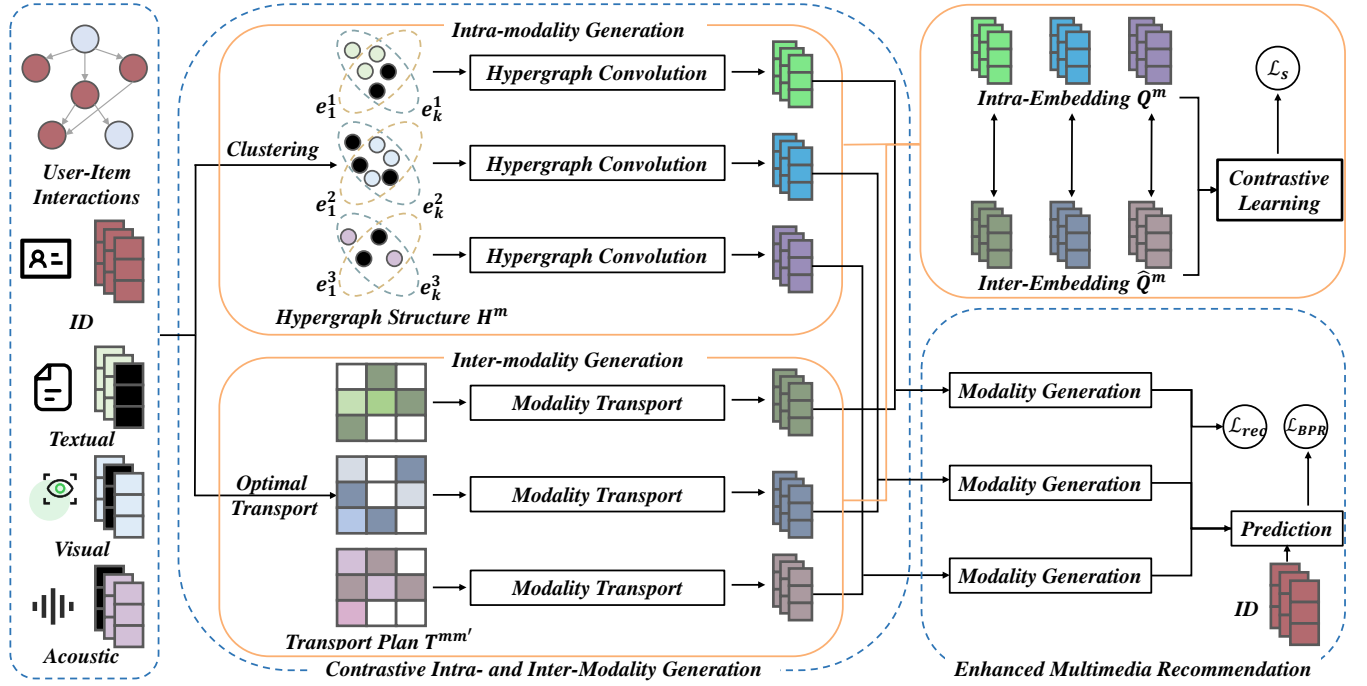 User-Item
Interactions
ID
Textual
Visual
Acoustic
Intra-modality Generation
Clustering
e_1^1
e_k^1
Hypergraph Convolution
e_1^2
e_k^2
Hypergraph Convolution
e_1^3
e_k^3
Hypergraph Convolution
Hypergraph Structure H^m
Inter-modality Generation
Optimal
Transport
Modality Transport
Modality Transport
Modality Transport
Transport Plan T^{mm'}
Contrastive Intra- and Inter-Modality Generation
Intra-Embedding Q^m
ℒ_s
Contrastive
Learning
Inter-Embedding Q̂^m
Modality Generation
ℒ_rec
ℒ_BPR
Modality Generation
Prediction
Modality Generation
ID
Enhanced Multimedia Recommendation